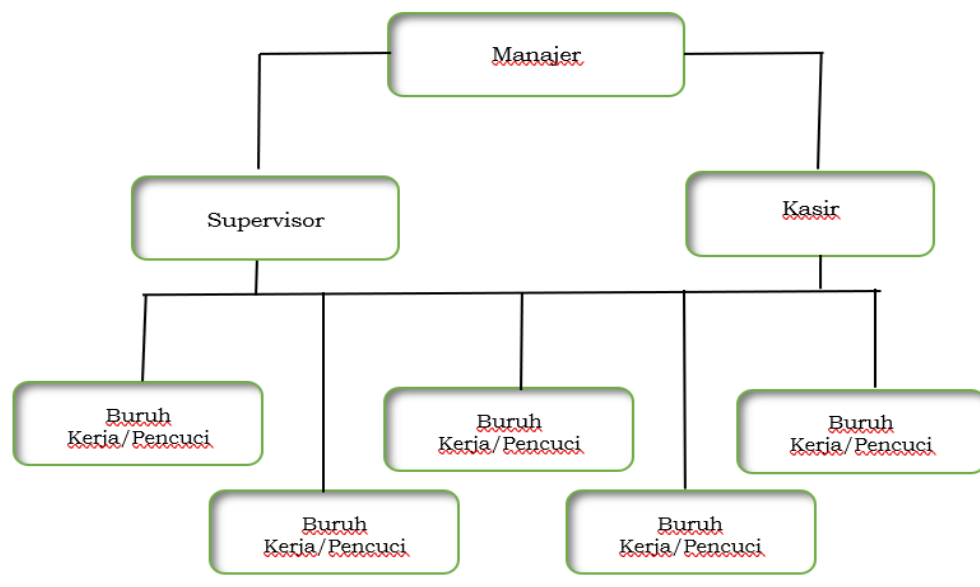 Manajer
Supervisor
Kasir
Buruh
Kerja/Pencuci
Buruh
Kerja/Pencuci
Buruh
Kerja/Pencuci
Buruh
Kerja/Pencuci
Buruh
Kerja/Pencuci